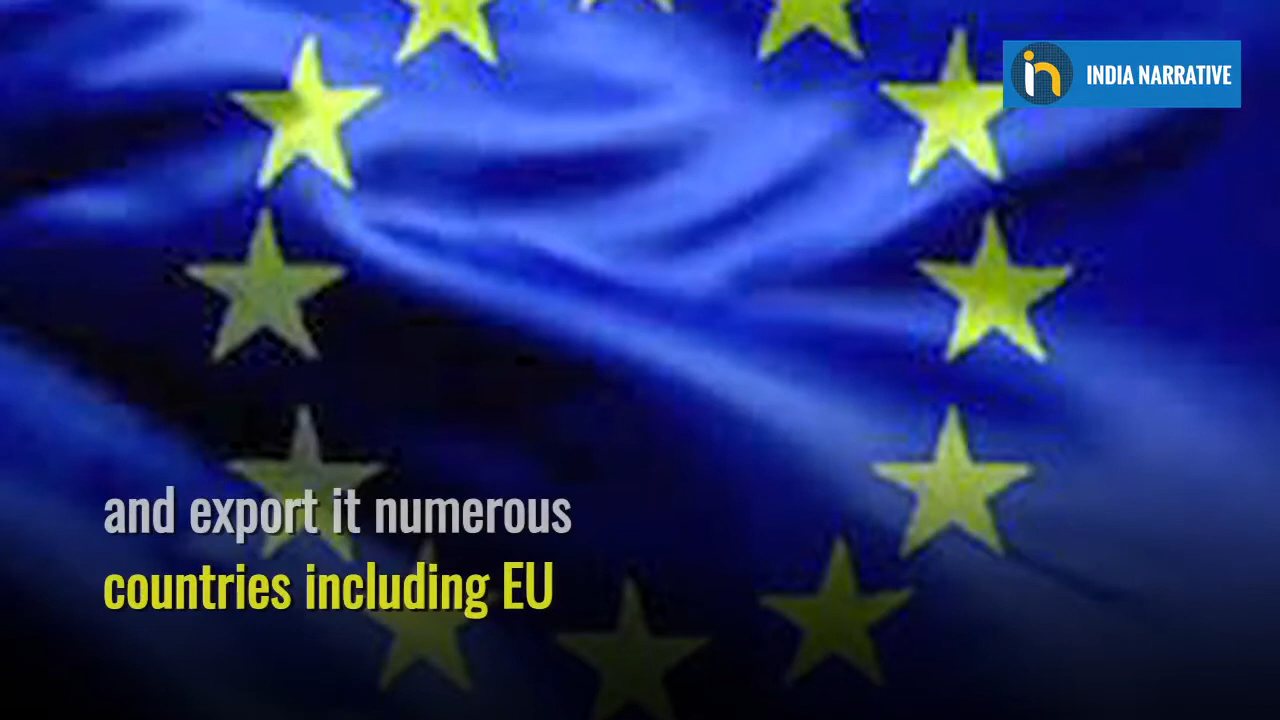 INDIA NARRATIVE
and export it numerous
countries including EU